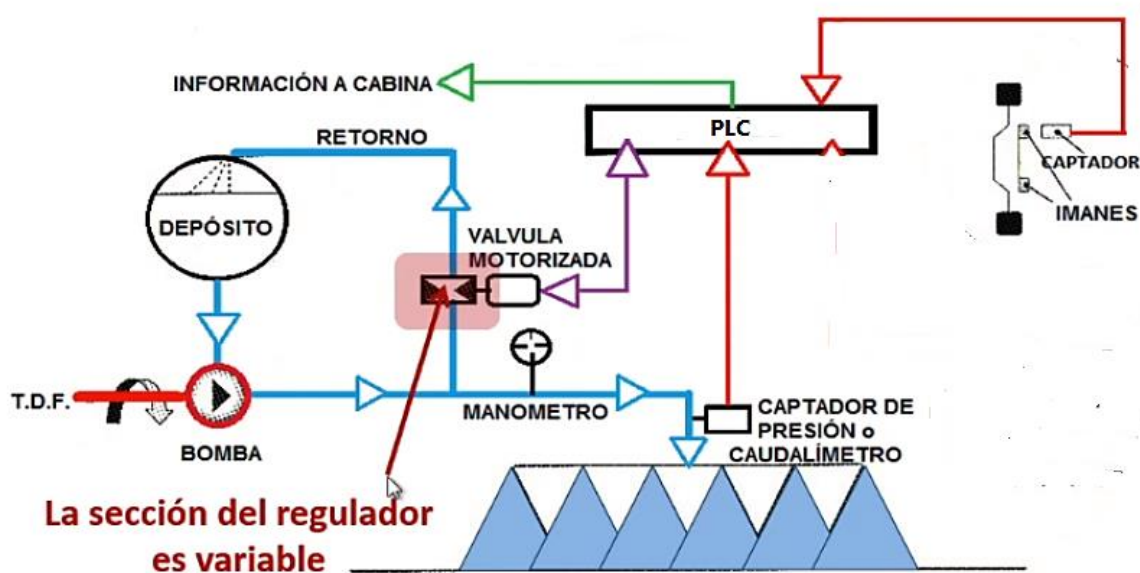 INFORMACIÓN A CABINA
PLC
RETORNO
CAPTADOR
IMANES
DEPÓSITO
VALVULA
MOTORIZADA
T.D.F.
MANOMETRO
CAPTADOR DE
PRESIÓN o
CAUDALÍMETRO
BOMBA
La sección del regulador
es variable